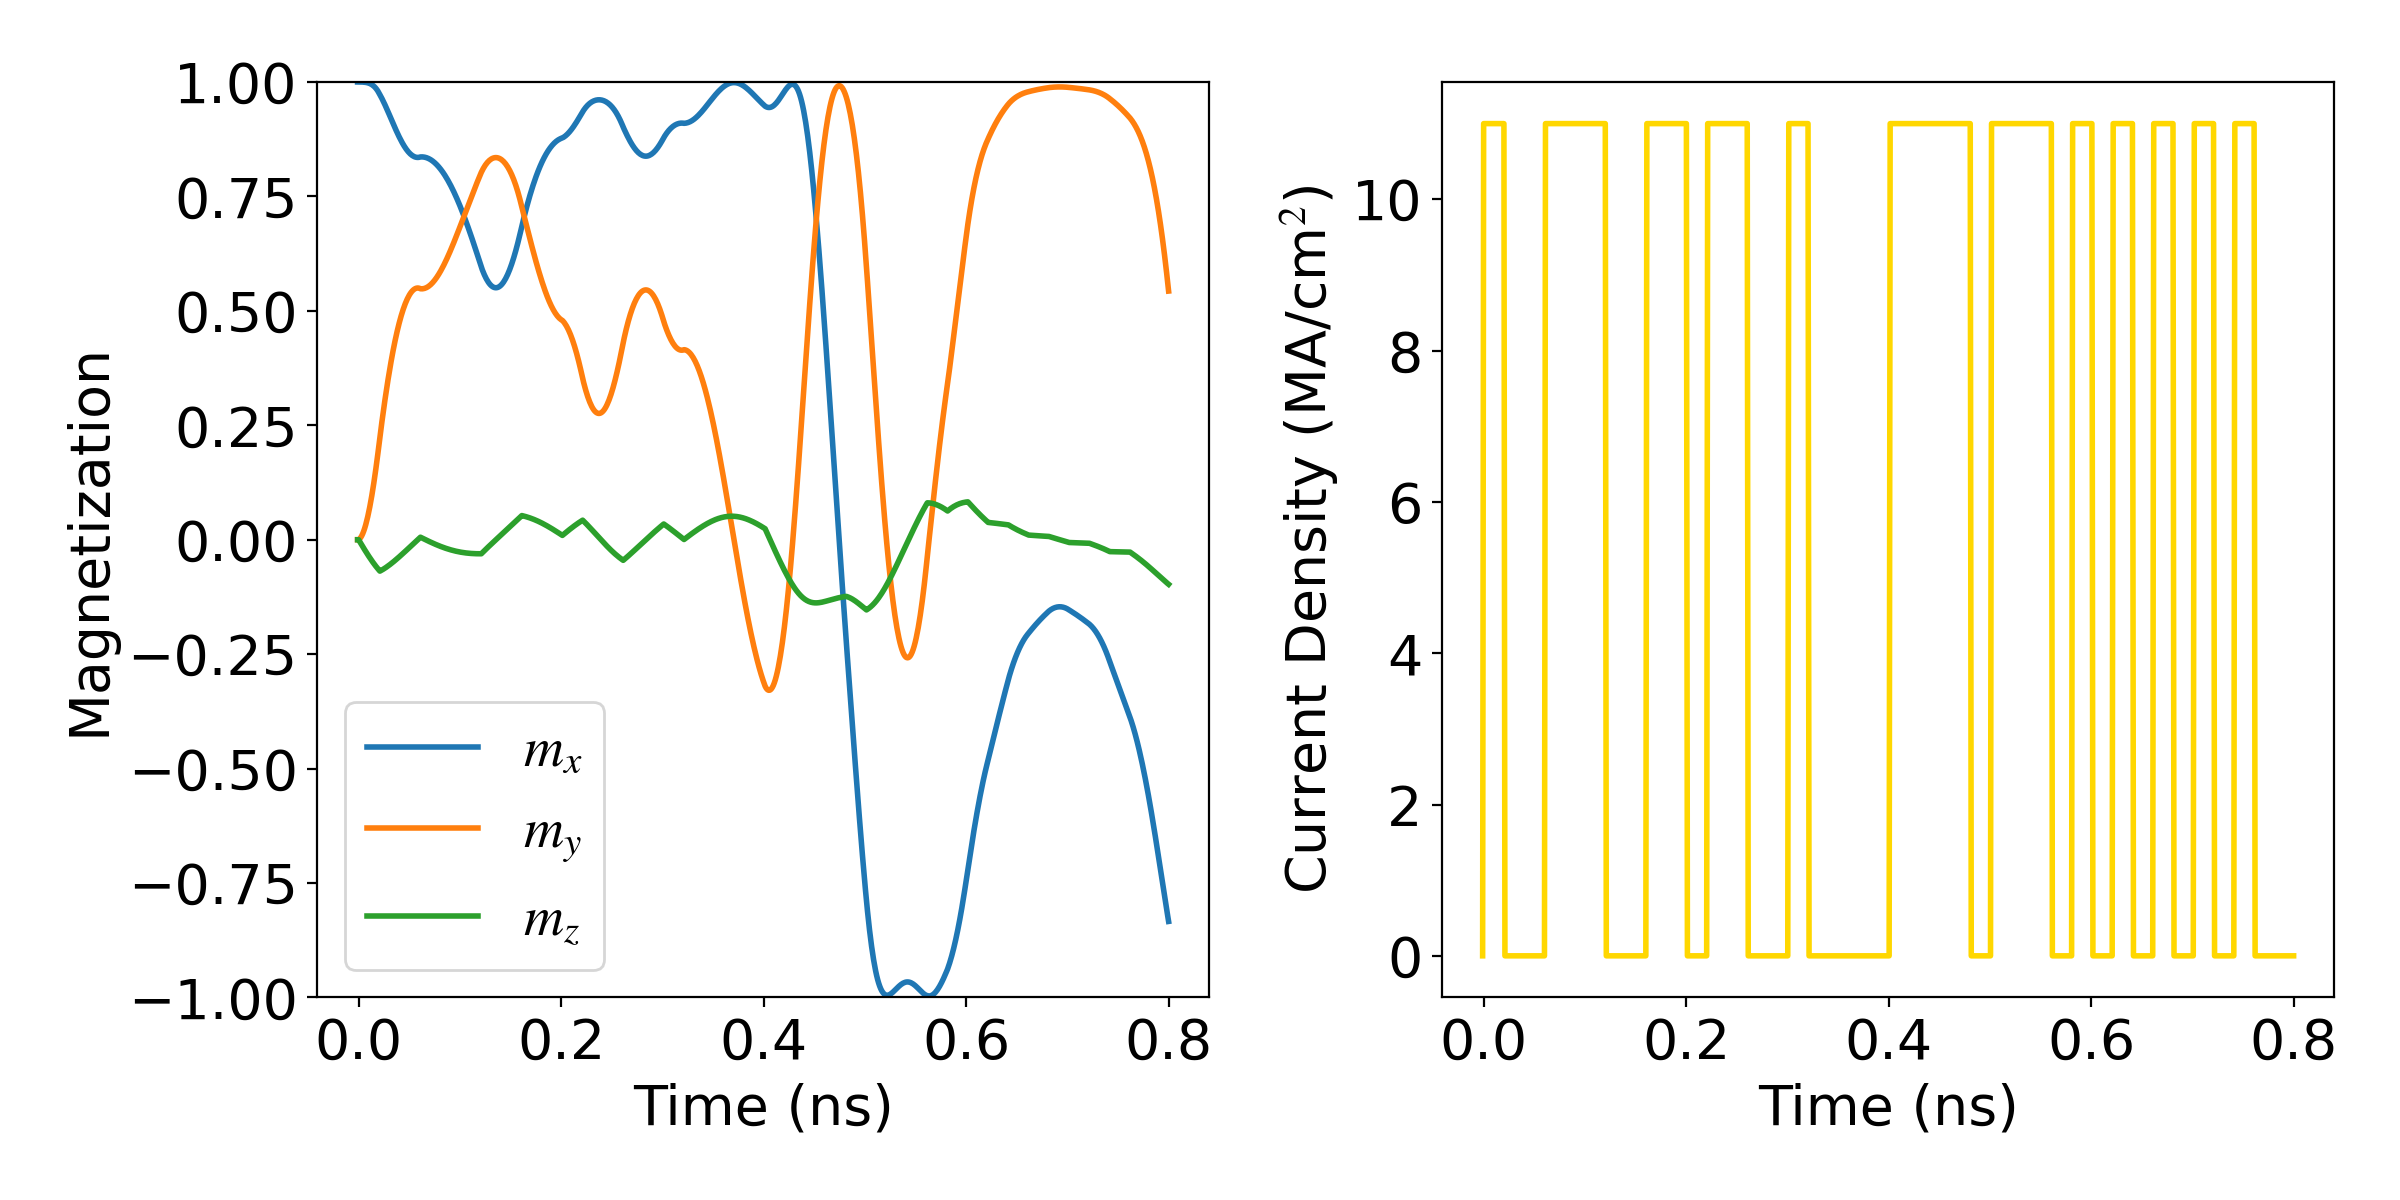 Magnetization
1.00
0.75
0.50
0.25
0.00
−0.25
−0.50
−0.75
−1.00
0.0 0.2 0.4 0.6 0.8
Time (ns)
m_x
m_y
m_z
Current Density (MA/cm²)
10
8
6
4
2
0
0.0 0.2 0.4 0.6 0.8
Time (ns)